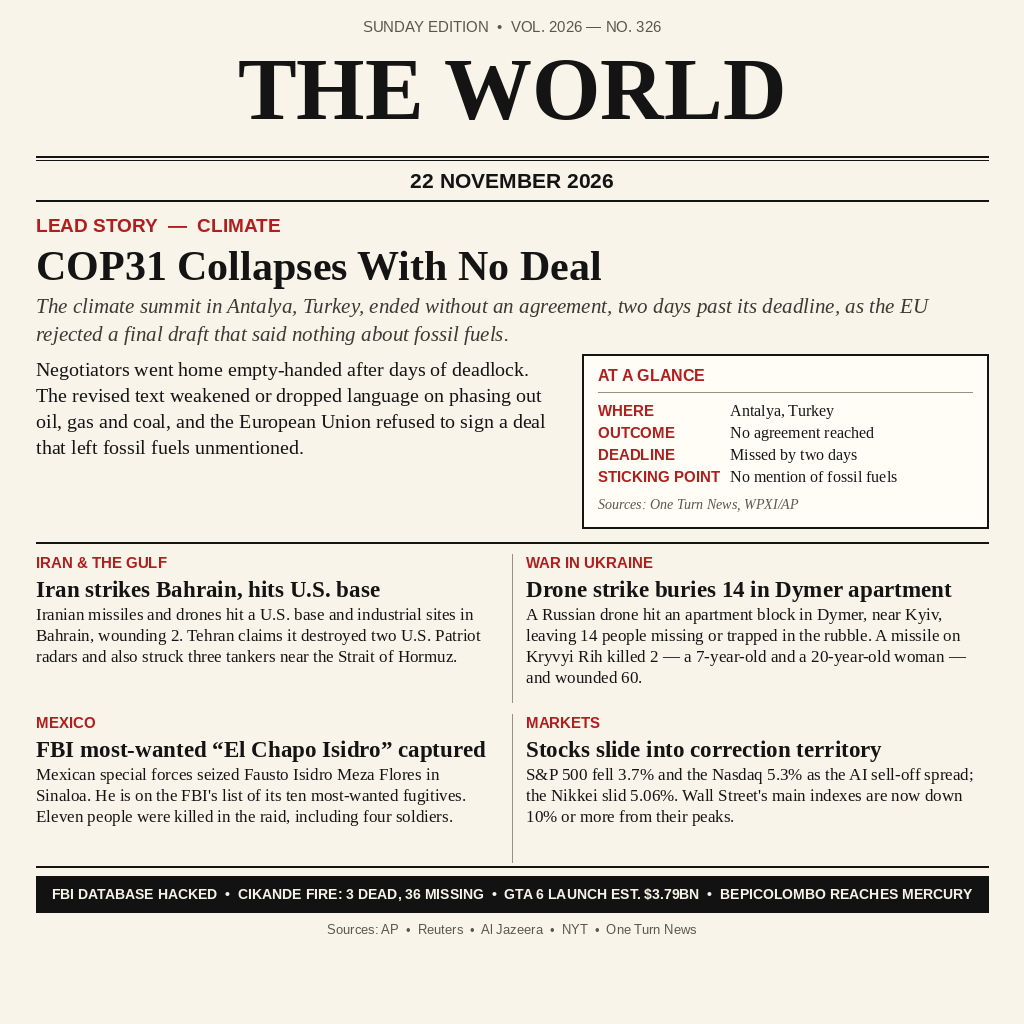 SUNDAY EDITION • VOL. 2026 — NO. 326
THE WORLD
22 NOVEMBER 2026
LEAD STORY — CLIMATE
COP31 Collapses With No Deal
The climate summit in Antalya, Turkey, ended without an agreement, two days past its deadline, as the EU
rejected a final draft that said nothing about fossil fuels.
Negotiators went home empty-handed after days of deadlock.
The revised text weakened or dropped language on phasing out
oil, gas and coal, and the European Union refused to sign a deal
that left fossil fuels unmentioned.
AT A GLANCE
WHERE Antalya, Turkey
OUTCOME No agreement reached
DEADLINE Missed by two days
STICKING POINT No mention of fossil fuels
Sources: One Turn News, WPXI/AP
IRAN & THE GULF
Iran strikes Bahrain, hits U.S. base
Iranian missiles and drones hit a U.S. base and industrial sites in
Bahrain, wounding 2. Tehran claims it destroyed two U.S. Patriot
radars and also struck three tankers near the Strait of Hormuz.
WAR IN UKRAINE
Drone strike buries 14 in Dymer apartment
A Russian drone hit an apartment block in Dymer, near Kyiv,
leaving 14 people missing or trapped in the rubble. A missile on
Kryvyi Rih killed 2 — a 7-year-old and a 20-year-old woman —
and wounded 60.
MEXICO
FBI most-wanted “El Chapo Isidro” captured
Mexican special forces seized Fausto Isidro Meza Flores in
Sinaloa. He is on the FBI's list of its ten most-wanted fugitives.
Eleven people were killed in the raid, including four soldiers.
MARKETS
Stocks slide into correction territory
S&P 500 fell 3.7% and the Nasdaq 5.3% as the AI sell-off spread;
the Nikkei slid 5.06%. Wall Street's main indexes are now down
10% or more from their peaks.
FBI DATABASE HACKED • CIKANDE FIRE: 3 DEAD, 36 MISSING • GTA 6 LAUNCH EST. $3.79BN • BEPICOLOMBO REACHES MERCURY
Sources: AP • Reuters • Al Jazeera • NYT • One Turn News